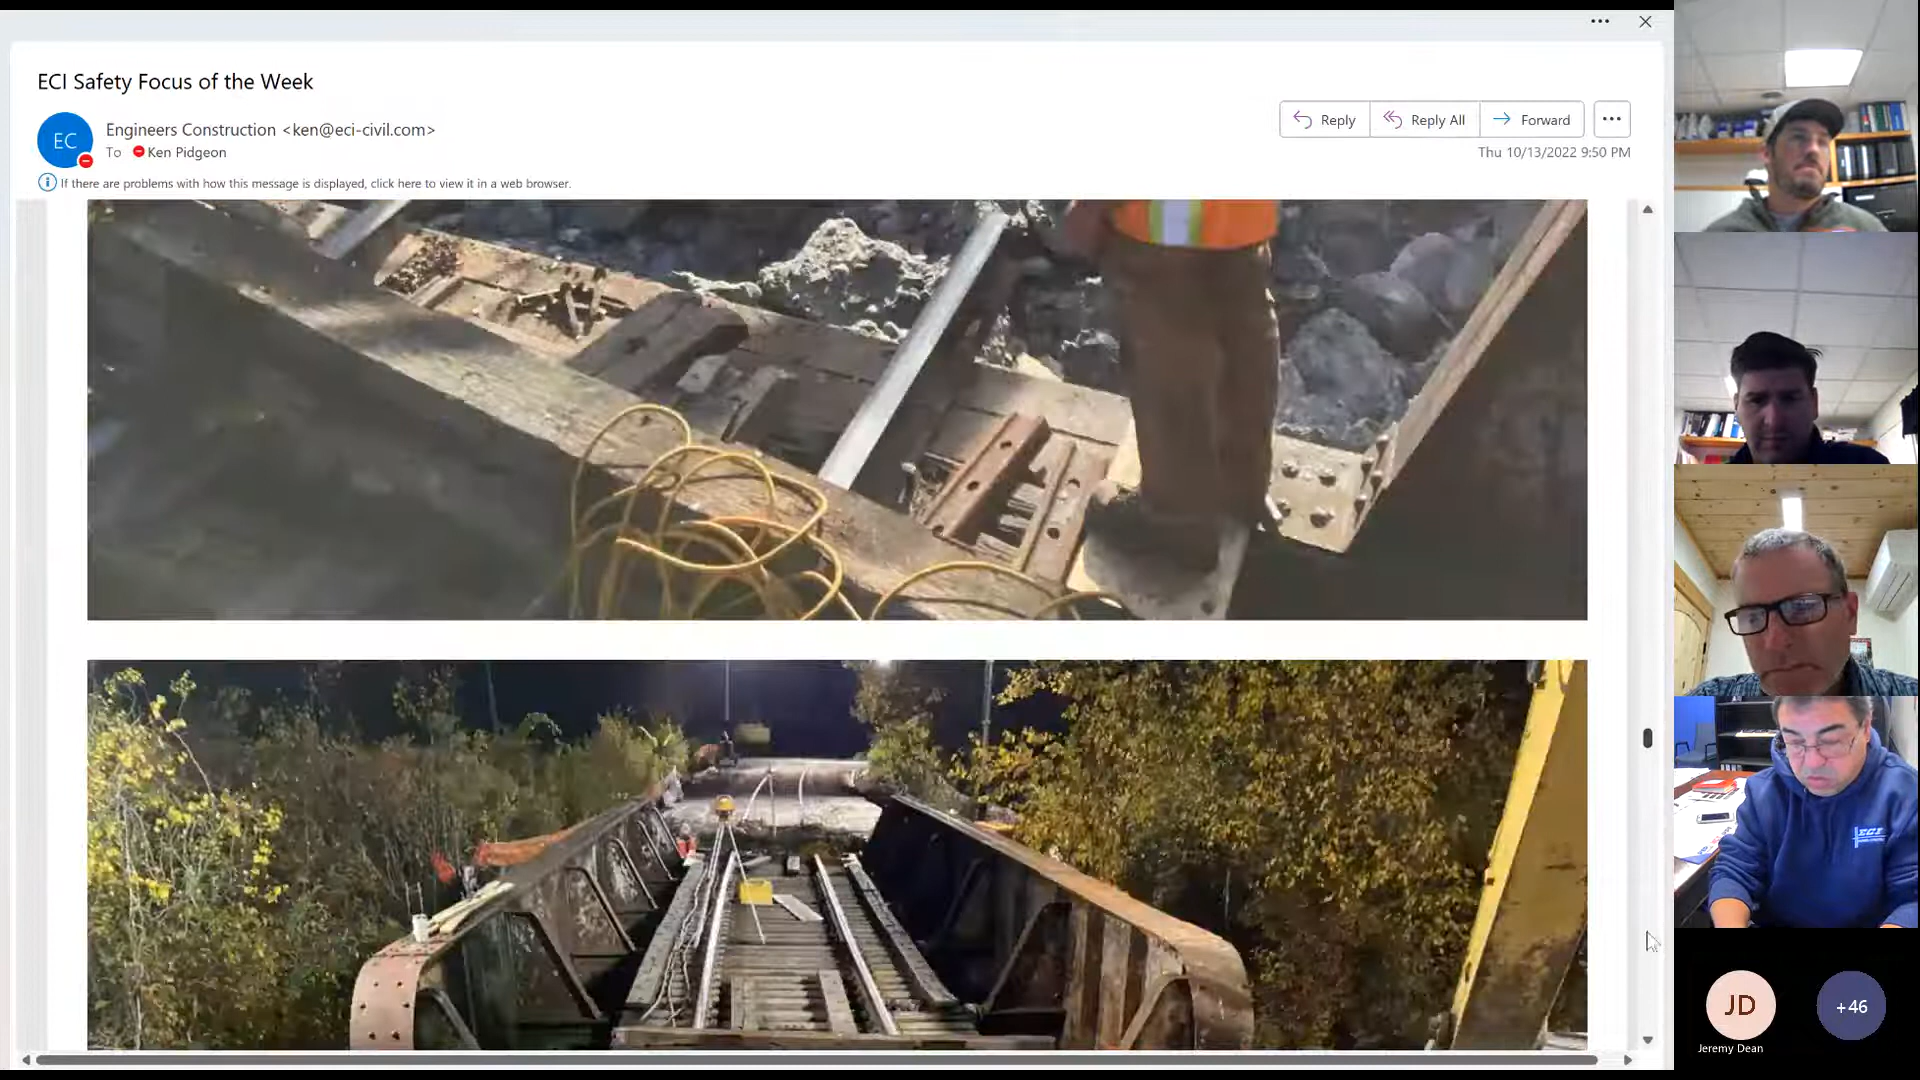 ECI Safety Focus of the Week
EC
Engineers Construction <ken@eci-civil.com>
To Ken Pidgeon
Reply
Reply All
Forward
Thu 10/13/2022 9:50 PM
If there are problems with how this message is displayed, click here to view it in a web browser.
ECI
JD
+46
Jeremy Dean